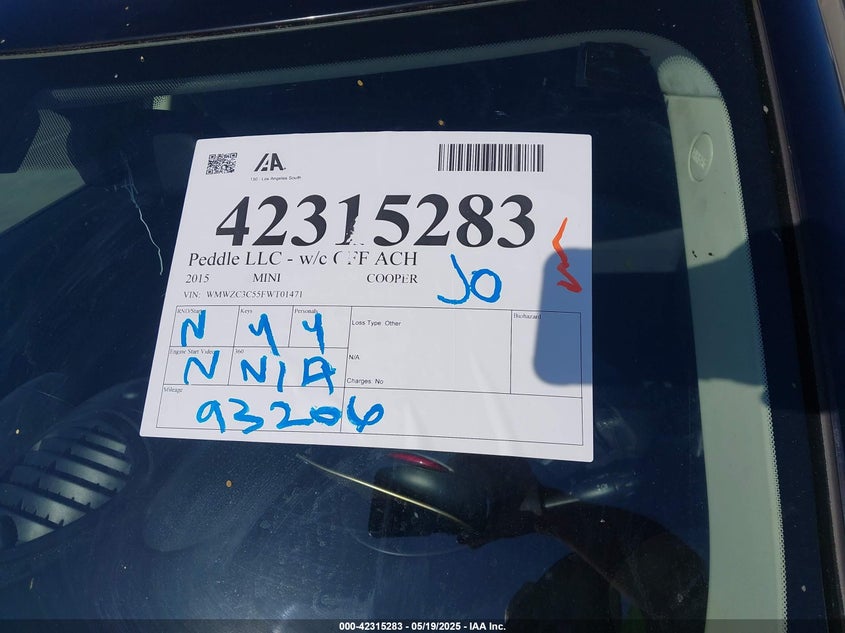 IAA
130 - Los Angeles South
42315283
Peddle LLC - w/c OFF ACH
2015 MINI COOPER
JO
VIN: WMWZC3C55FWT01471
RNO/Start Keys Personals
N Y Y
Loss Type: Other
Biohazard
Engine Start Video 360
N N/A
N/A
Charges: No
Mileage
93206
000-42315283 - 05/19/2025 - IAA Inc.